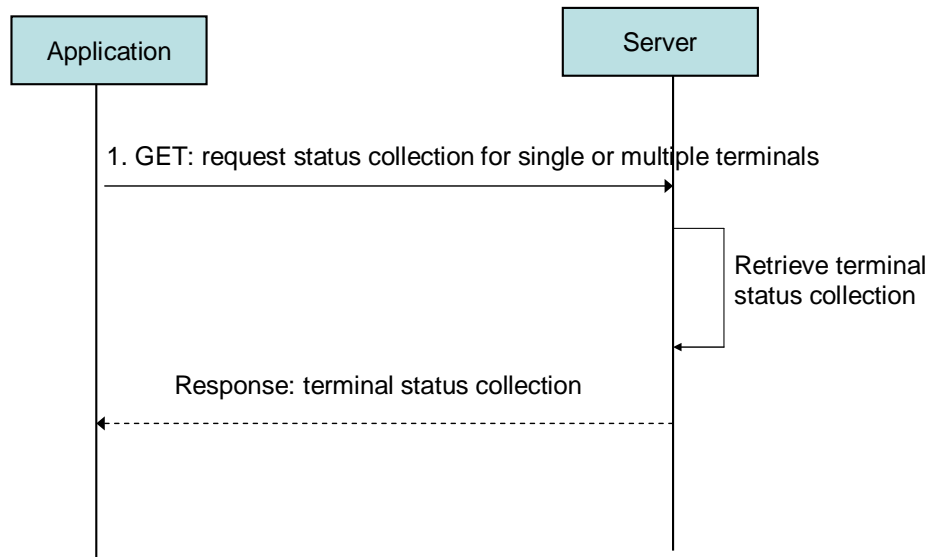 Application
Server
1. GET: request status collection for single or multiple terminals
Retrieve terminal
status collection
Response: terminal status collection